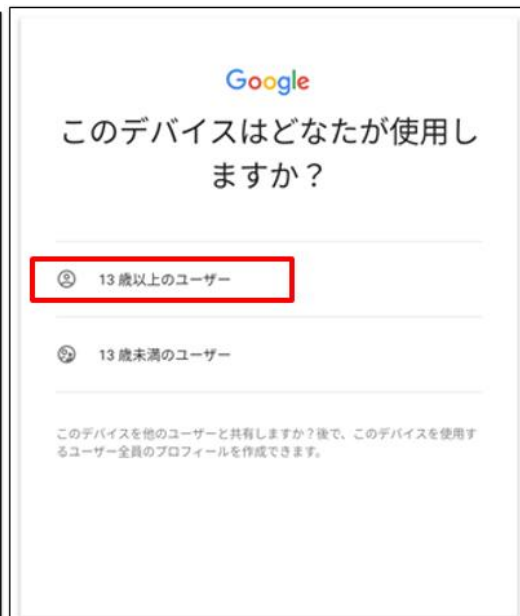 Google
このデバイスはどなたが使用し
ますか？
13 歳以上のユーザー
13 歳未満のユーザー
このデバイスを他のユーザーと共有しますか？後で、このデバイスを使用す
るユーザー全員のプロフィールを作成できます。